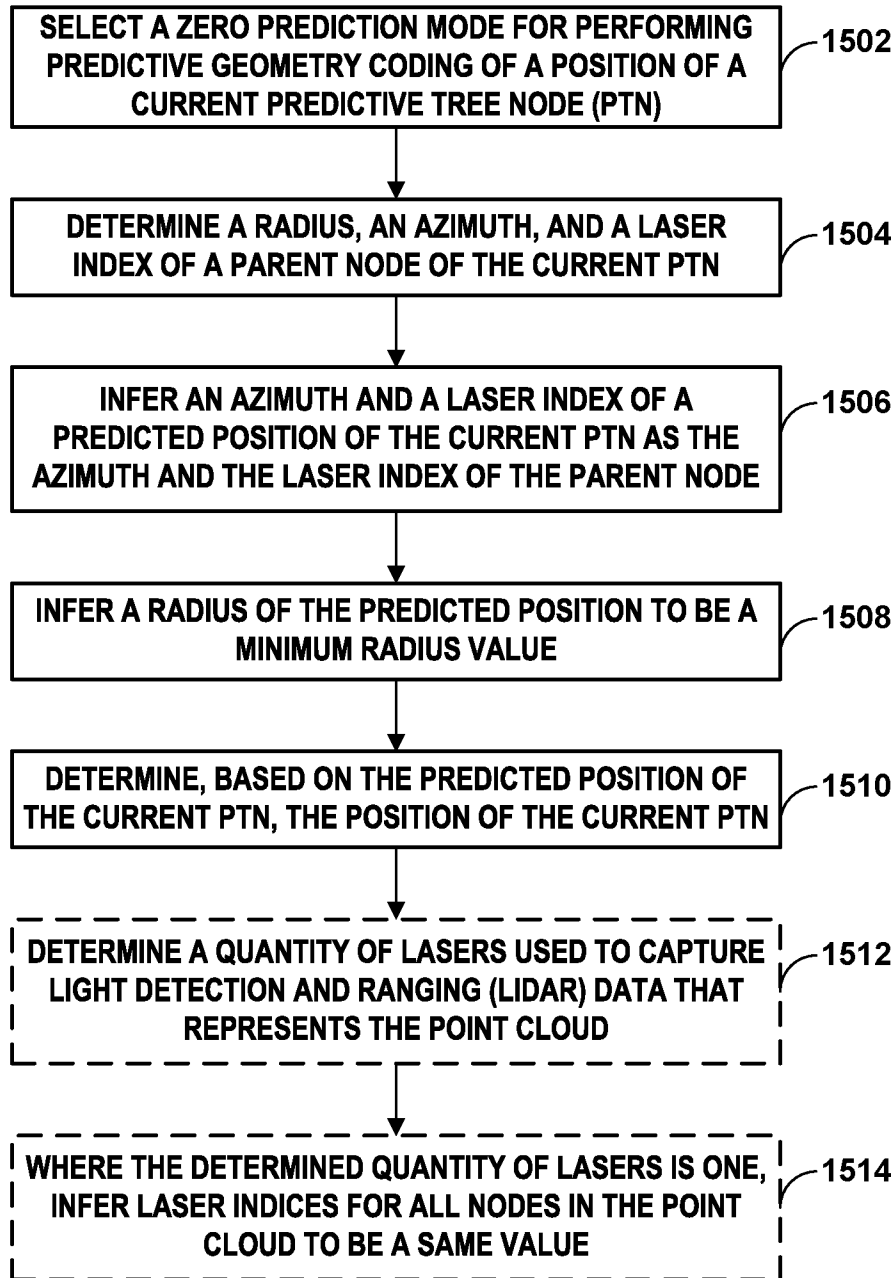 SELECT A ZERO PREDICTION MODE FOR PERFORMING
PREDICTIVE GEOMETRY CODING OF A POSITION OF A
CURRENT PREDICTIVE TREE NODE (PTN)
1502
DETERMINE A RADIUS, AN AZIMUTH, AND A LASER
INDEX OF A PARENT NODE OF THE CURRENT PTN
1504
INFER AN AZIMUTH AND A LASER INDEX OF A
PREDICTED POSITION OF THE CURRENT PTN AS THE
AZIMUTH AND THE LASER INDEX OF THE PARENT NODE
1506
INFER A RADIUS OF THE PREDICTED POSITION TO BE A
MINIMUM RADIUS VALUE
1508
DETERMINE, BASED ON THE PREDICTED POSITION OF
THE CURRENT PTN, THE POSITION OF THE CURRENT PTN
1510
DETERMINE A QUANTITY OF LASERS USED TO CAPTURE
LIGHT DETECTION AND RANGING (LIDAR) DATA THAT
REPRESENTS THE POINT CLOUD
1512
WHERE THE DETERMINED QUANTITY OF LASERS IS ONE,
INFER LASER INDICES FOR ALL NODES IN THE POINT
CLOUD TO BE A SAME VALUE
1514